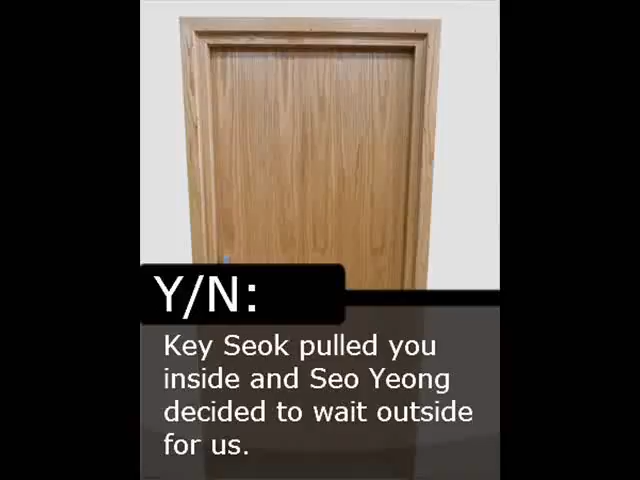 Y/N:
Key Seok pulled you
inside and Seo Yeong
decided to wait outside
for us.